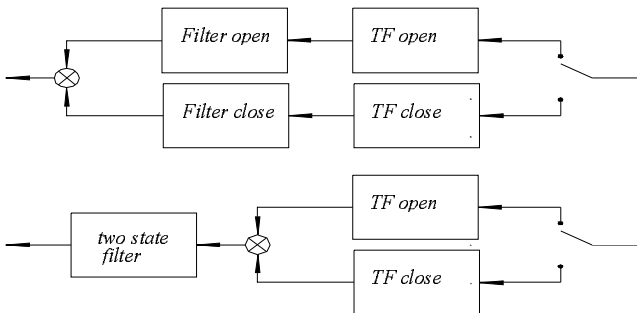 Filter open
TF open
Filter close
TF close
TF open
two state
filter
TF close